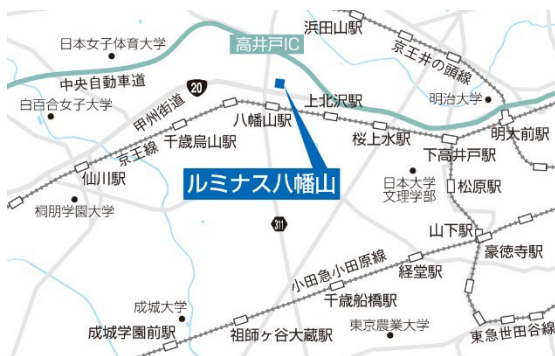 浜田山駅
日本女子体育大学
高井戸IC
京王井の頭線
中央自動車道
20
白百合女子大学
甲州街道
上北沢駅
明治大学
八幡山駅
明大前駅
京王線
千歳烏山駅
桜上水駅
下高井戸駅
仙川駅
ルミナス八幡山
日本大学
文理学部
松原駅
桐朋学園大学
311
山下駅
小田急小田原線
豪徳寺駅
経堂駅
成城大学
千歳船橋駅
成城学園前駅
祖師ヶ谷大蔵駅
東京農業大学
東急世田谷線